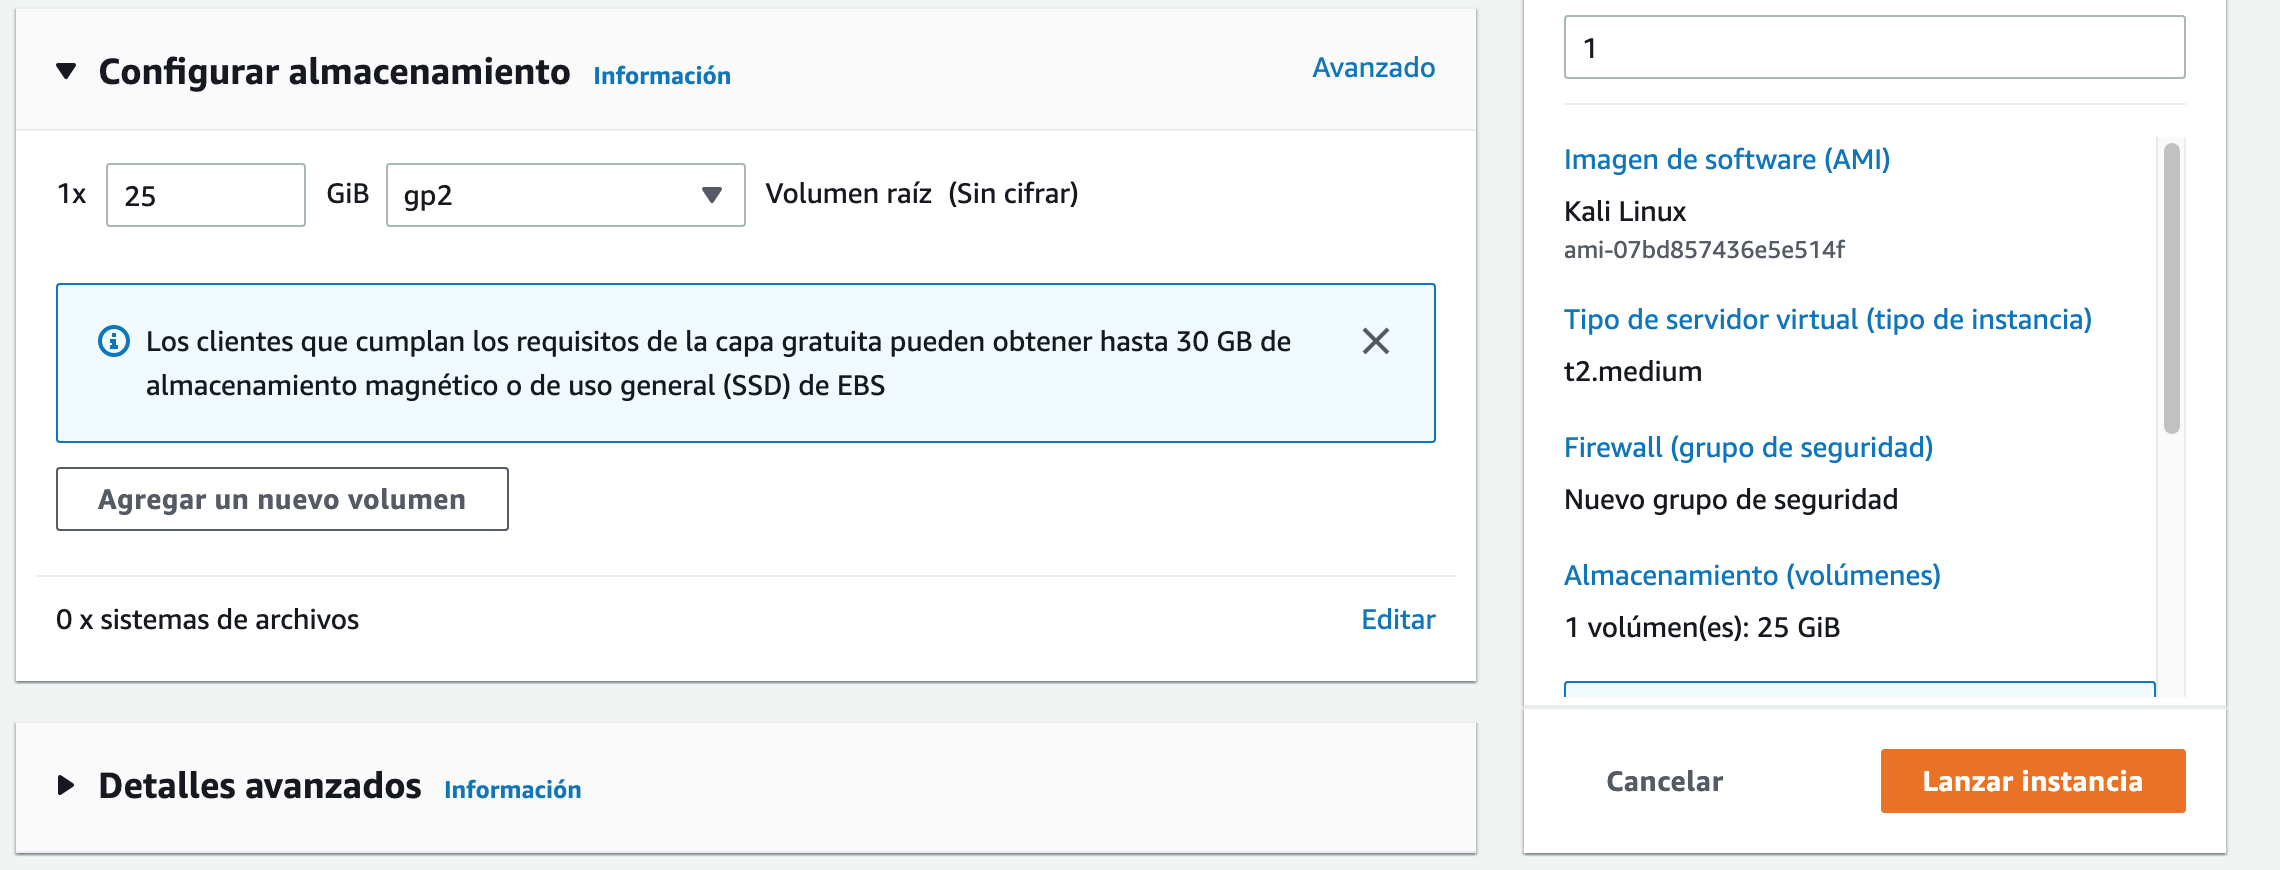 Configurar almacenamiento Información
Avanzado
1x 25 GiB gp2 Volumen raíz (Sin cifrar)
Los clientes que cumplan los requisitos de la capa gratuita pueden obtener hasta 30 GB de
almacenamiento magnético o de uso general (SSD) de EBS
Agregar un nuevo volumen
0 x sistemas de archivos
Editar
Detalles avanzados Información
1
Imagen de software (AMI)
Kali Linux
ami-07bd857436e5e514f
Tipo de servidor virtual (tipo de instancia)
t2.medium
Firewall (grupo de seguridad)
Nuevo grupo de seguridad
Almacenamiento (volúmenes)
1 volúmen(es): 25 GiB
Cancelar
Lanzar instancia